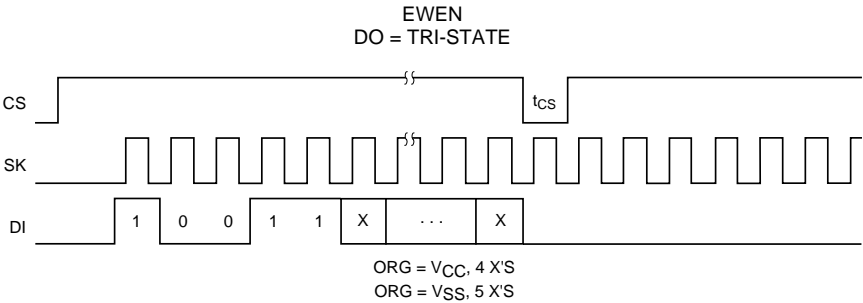 EWEN
DO = TRI-STATE
CS
tCS
SK
DI
1 0 0 1 1 X · · · X
ORG = VCC, 4 X'S
ORG = VSS, 5 X'S